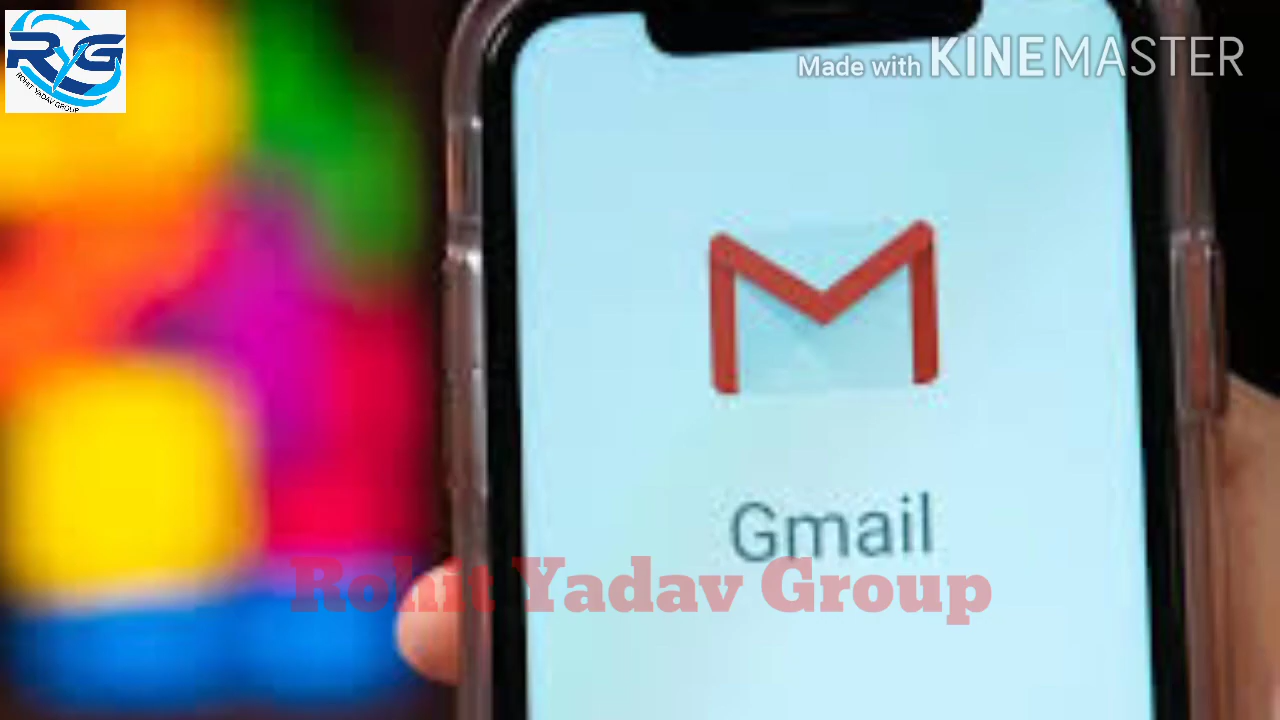 RYG
ROHIT YADAV GROUP
Made with KINEMASTER
Gmail
Rohit Yadav Group